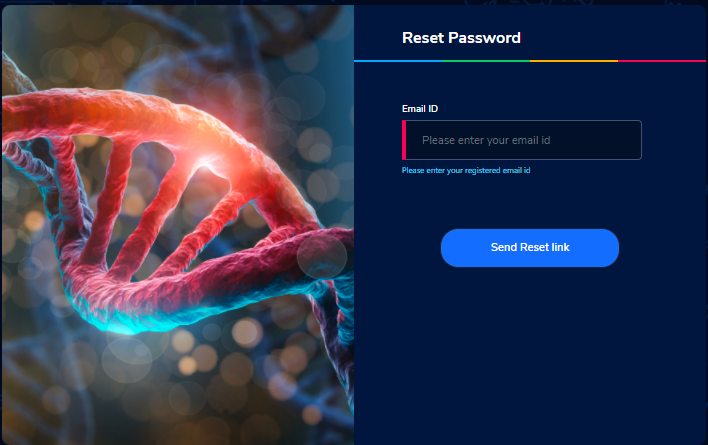 Reset Password
Email ID
Please enter your email id
Please enter your registered email id
Send Reset link